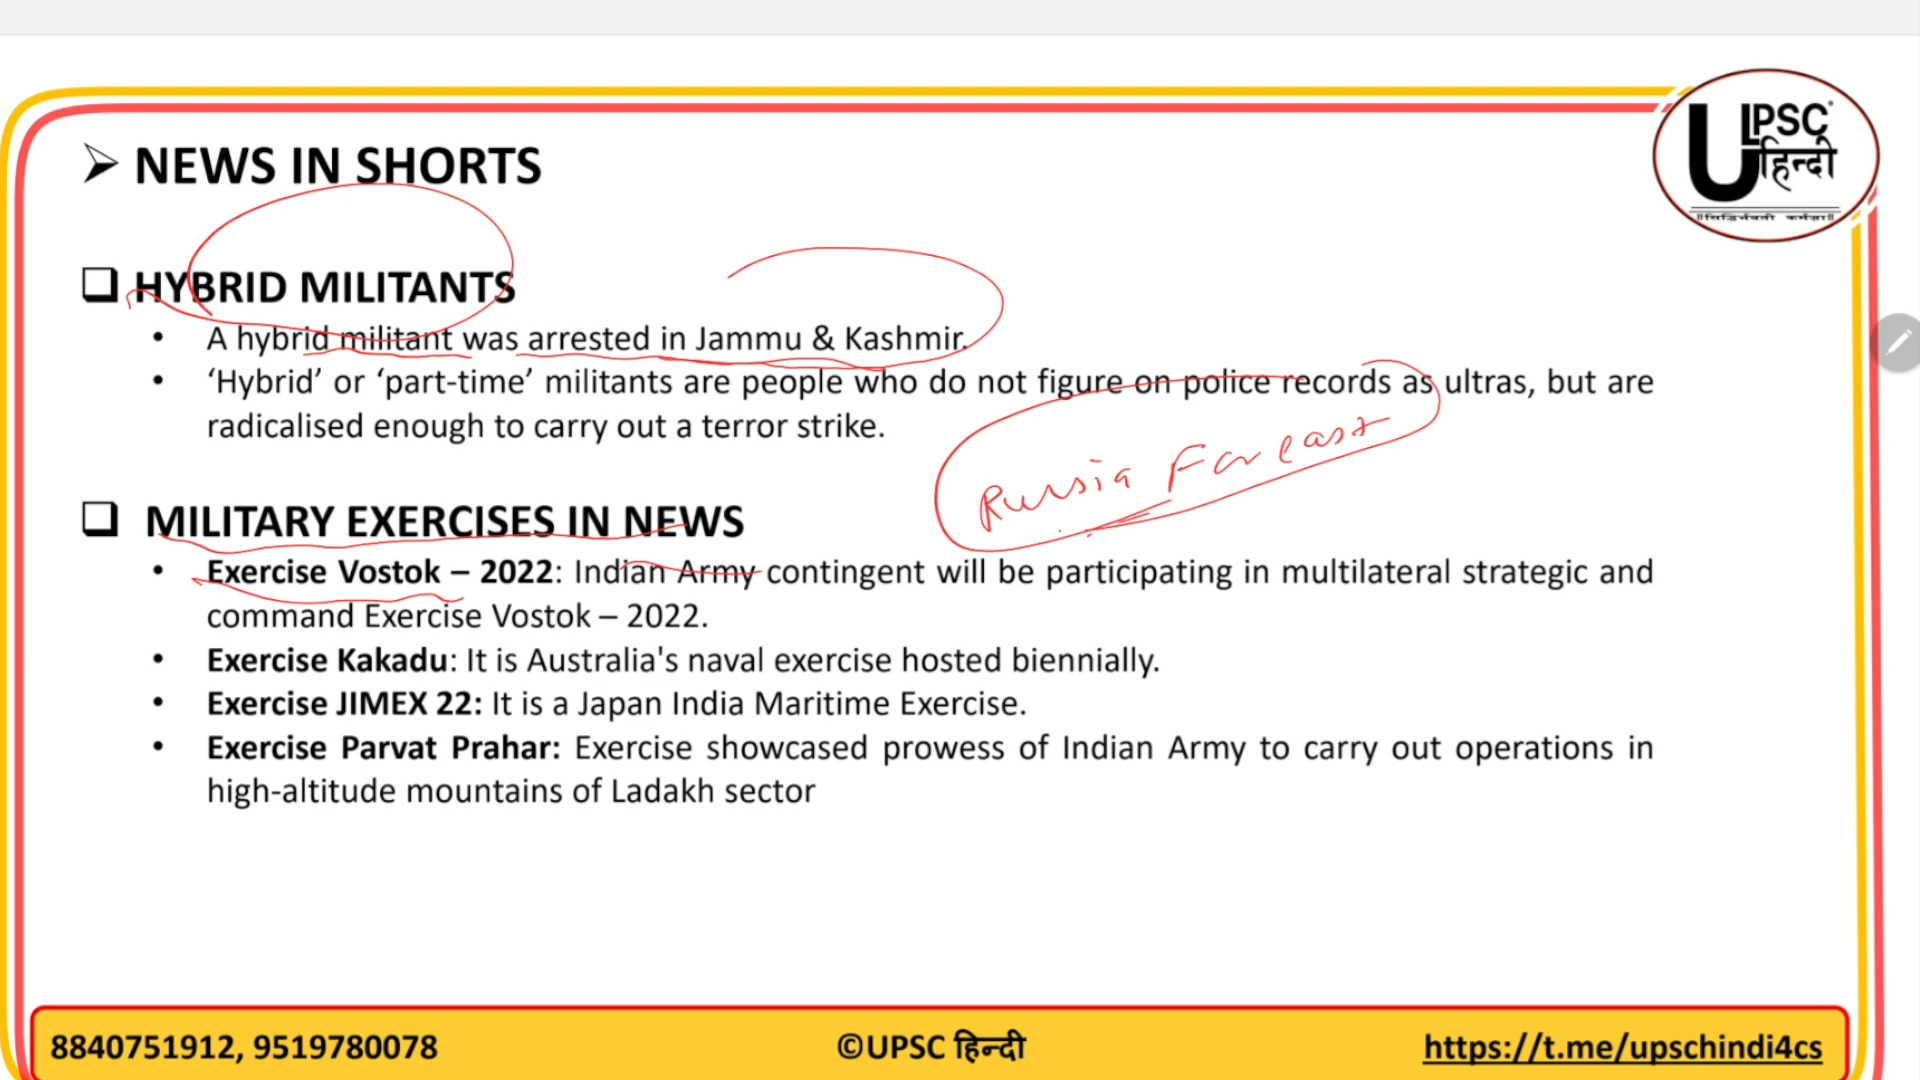 UPSC
हिन्दी
NEWS IN SHORTS
HYBRID MILITANTS
• A hybrid militant was arrested in Jammu & Kashmir.
• ‘Hybrid’ or ‘part-time’ militants are people who do not figure on police records as ultras, but are
radicalised enough to carry out a terror strike.
Russia Far east
MILITARY EXERCISES IN NEWS
• Exercise Vostok – 2022: Indian Army contingent will be participating in multilateral strategic and
command Exercise Vostok – 2022.
• Exercise Kakadu: It is Australia's naval exercise hosted biennially.
• Exercise JIMEX 22: It is a Japan India Maritime Exercise.
• Exercise Parvat Prahar: Exercise showcased prowess of Indian Army to carry out operations in
high-altitude mountains of Ladakh sector
8840751912, 9519780078
©UPSC हिन्दी
https://t.me/upschindi4cs